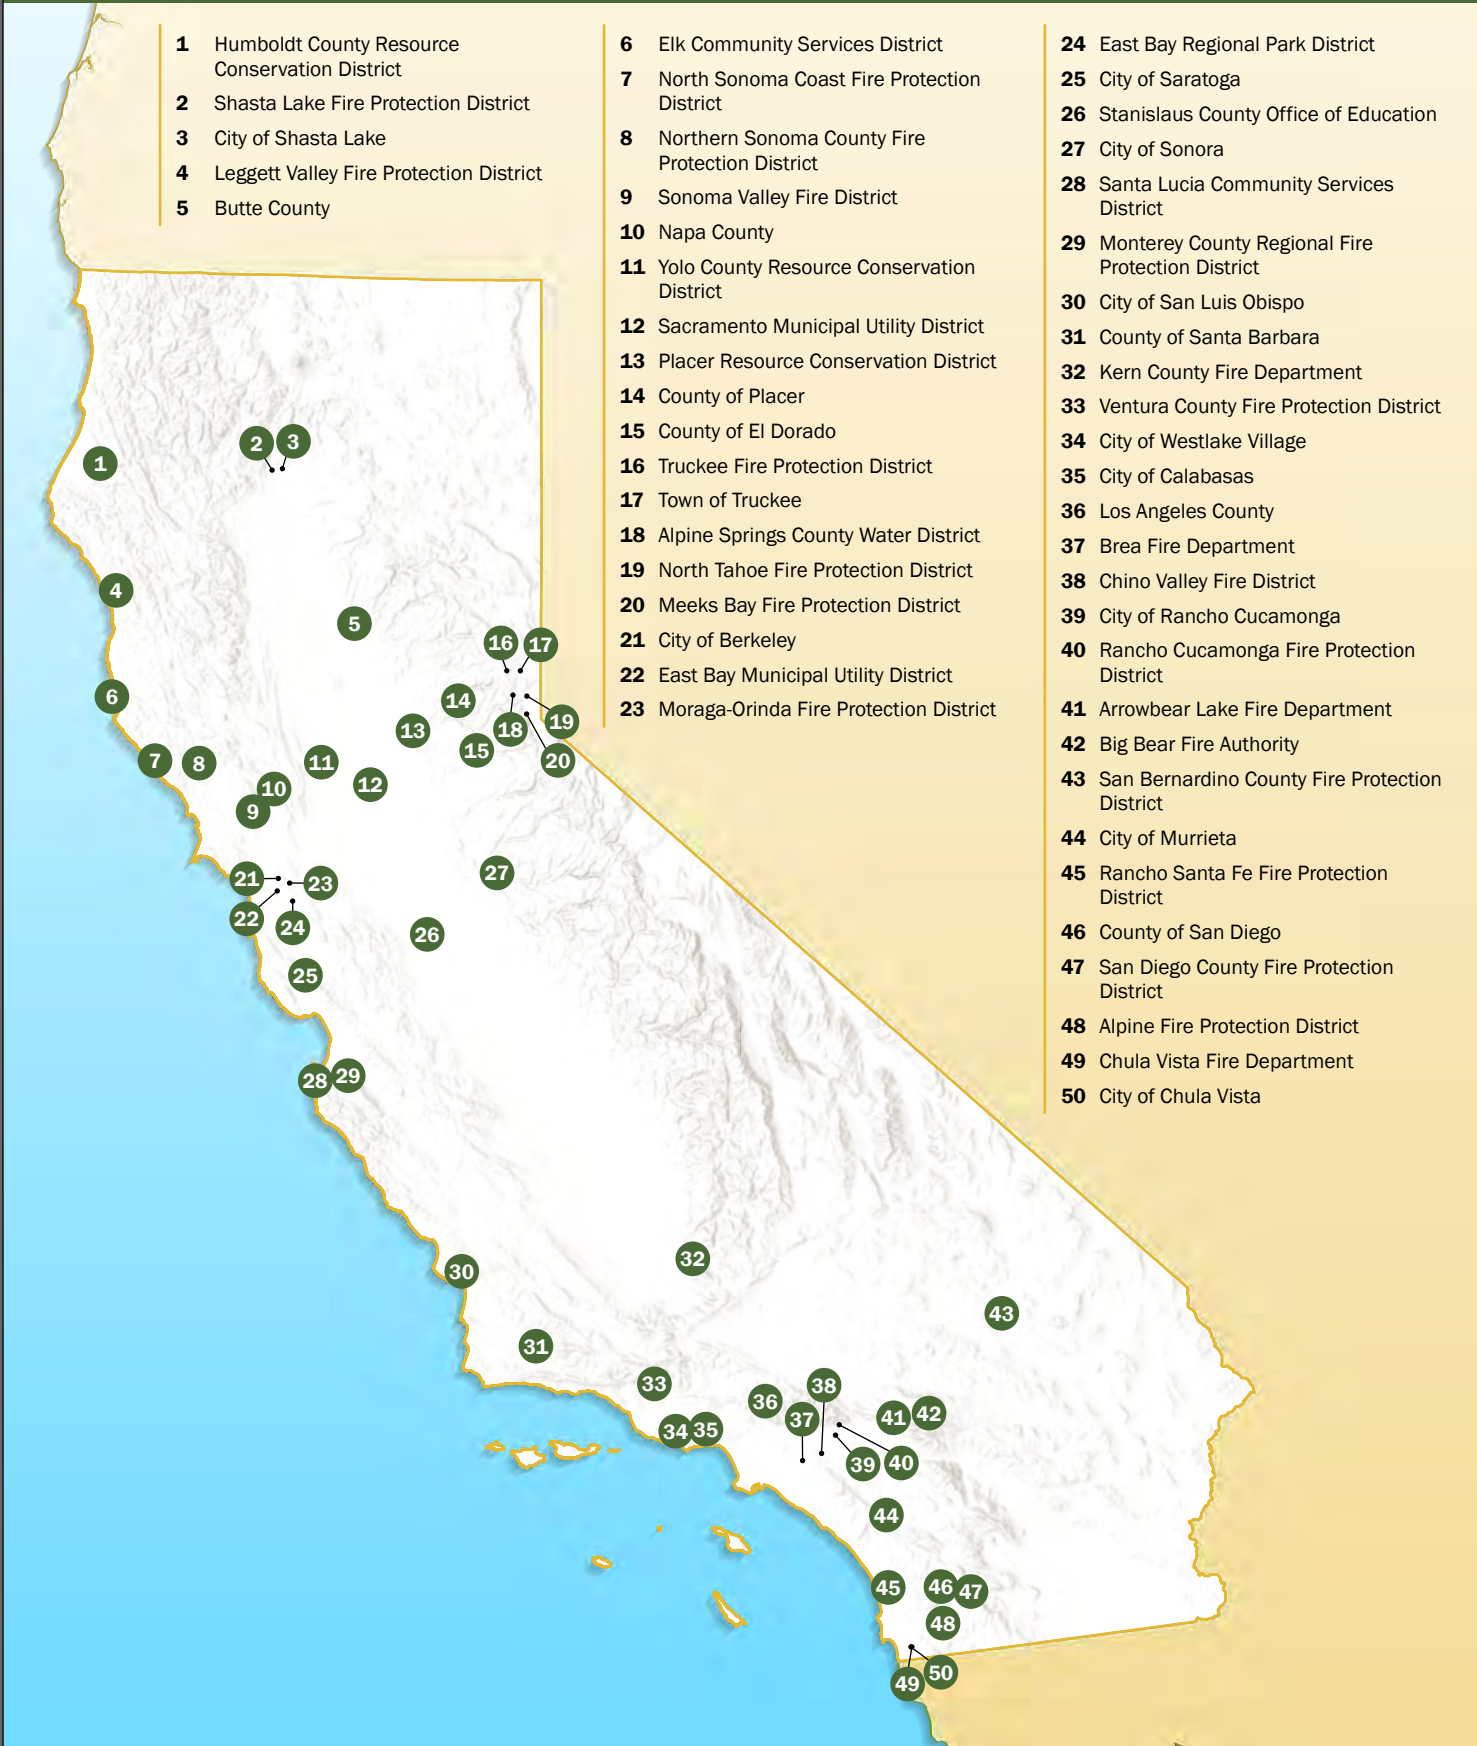 1 Humboldt County Resource
Conservation District
2 Shasta Lake Fire Protection District
3 City of Shasta Lake
4 Leggett Valley Fire Protection District
5 Butte County
6 Elk Community Services District
7 North Sonoma Coast Fire Protection
District
8 Northern Sonoma County Fire
Protection District
9 Sonoma Valley Fire District
10 Napa County
11 Yolo County Resource Conservation
District
12 Sacramento Municipal Utility District
13 Placer Resource Conservation District
14 County of Placer
15 County of El Dorado
16 Truckee Fire Protection District
17 Town of Truckee
18 Alpine Springs County Water District
19 North Tahoe Fire Protection District
20 Meeks Bay Fire Protection District
21 City of Berkeley
22 East Bay Municipal Utility District
23 Moraga-Orinda Fire Protection District
24 East Bay Regional Park District
25 City of Saratoga
26 Stanislaus County Office of Education
27 City of Sonora
28 Santa Lucia Community Services
District
29 Monterey County Regional Fire
Protection District
30 City of San Luis Obispo
31 County of Santa Barbara
32 Kern County Fire Department
33 Ventura County Fire Protection District
34 City of Westlake Village
35 City of Calabasas
36 Los Angeles County
37 Brea Fire Department
38 Chino Valley Fire District
39 City of Rancho Cucamonga
40 Rancho Cucamonga Fire Protection
District
41 Arrowbear Lake Fire Department
42 Big Bear Fire Authority
43 San Bernardino County Fire Protection
District
44 City of Murrieta
45 Rancho Santa Fe Fire Protection
District
46 County of San Diego
47 San Diego County Fire Protection
District
48 Alpine Fire Protection District
49 Chula Vista Fire Department
50 City of Chula Vista
1
2
3
4
5
6
7
8
9
10
11
12
13
14
15
16
17
18
19
20
21
22
23
24
25
26
27
28
29
30
31
32
33
34
35
36
37
38
39
40
41
42
43
44
45
46
47
48
49
50